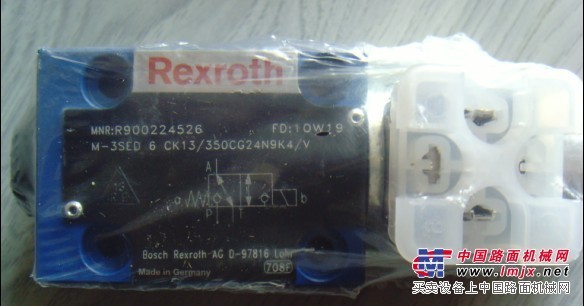 Rexroth
MNR:R900224526 FD:10W19
M-3SED 6 CK13/350CG24N9K4/V
A
a b
P T
Bosch Rexroth AG D-97816 Lohr
Made in Germany 708F
LM 中国路面机械网
www.lmjx.net
买卖设备上中国路面机械网